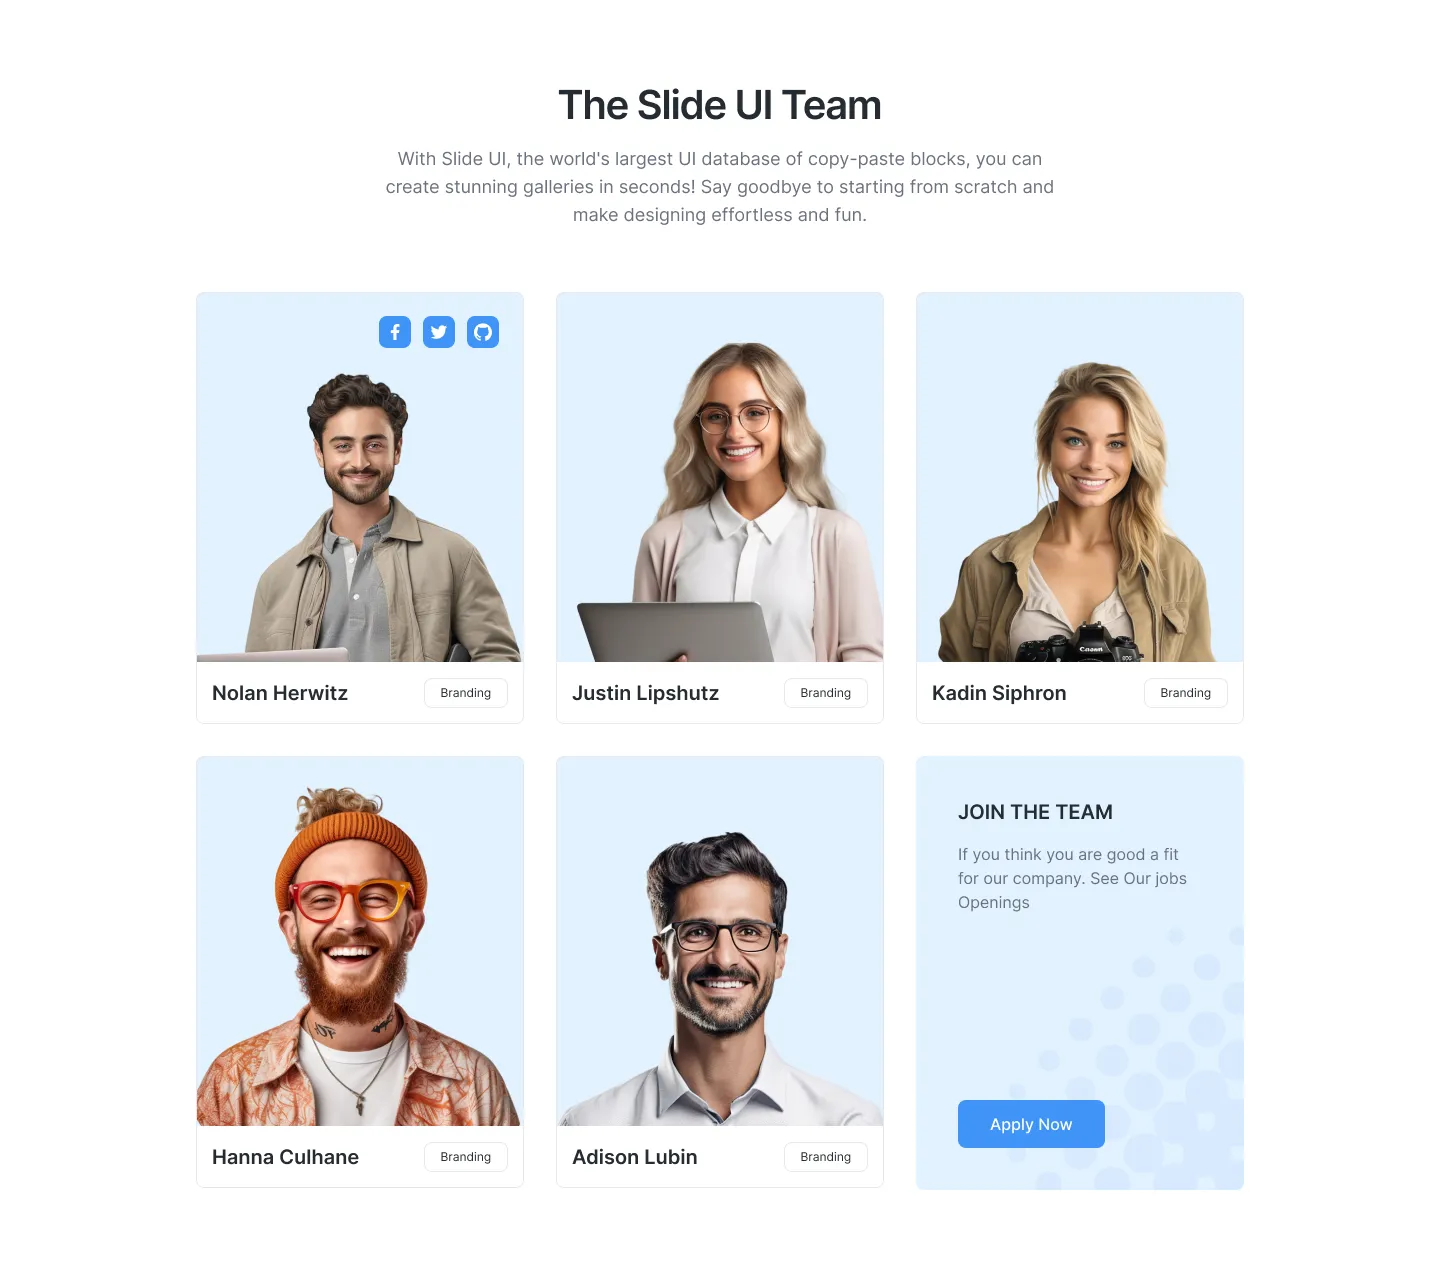 The Slide UI Team
With Slide UI, the world's largest UI database of copy-paste blocks, you can
create stunning galleries in seconds! Say goodbye to starting from scratch and
make designing effortless and fun.
Canon
EOS
Nolan Herwitz
Branding
Justin Lipshutz
Branding
Kadin Siphron
Branding
JOIN THE TEAM
If you think you are good a fit
for our company. See Our jobs
Openings
Apply Now
Hanna Culhane
Branding
Adison Lubin
Branding